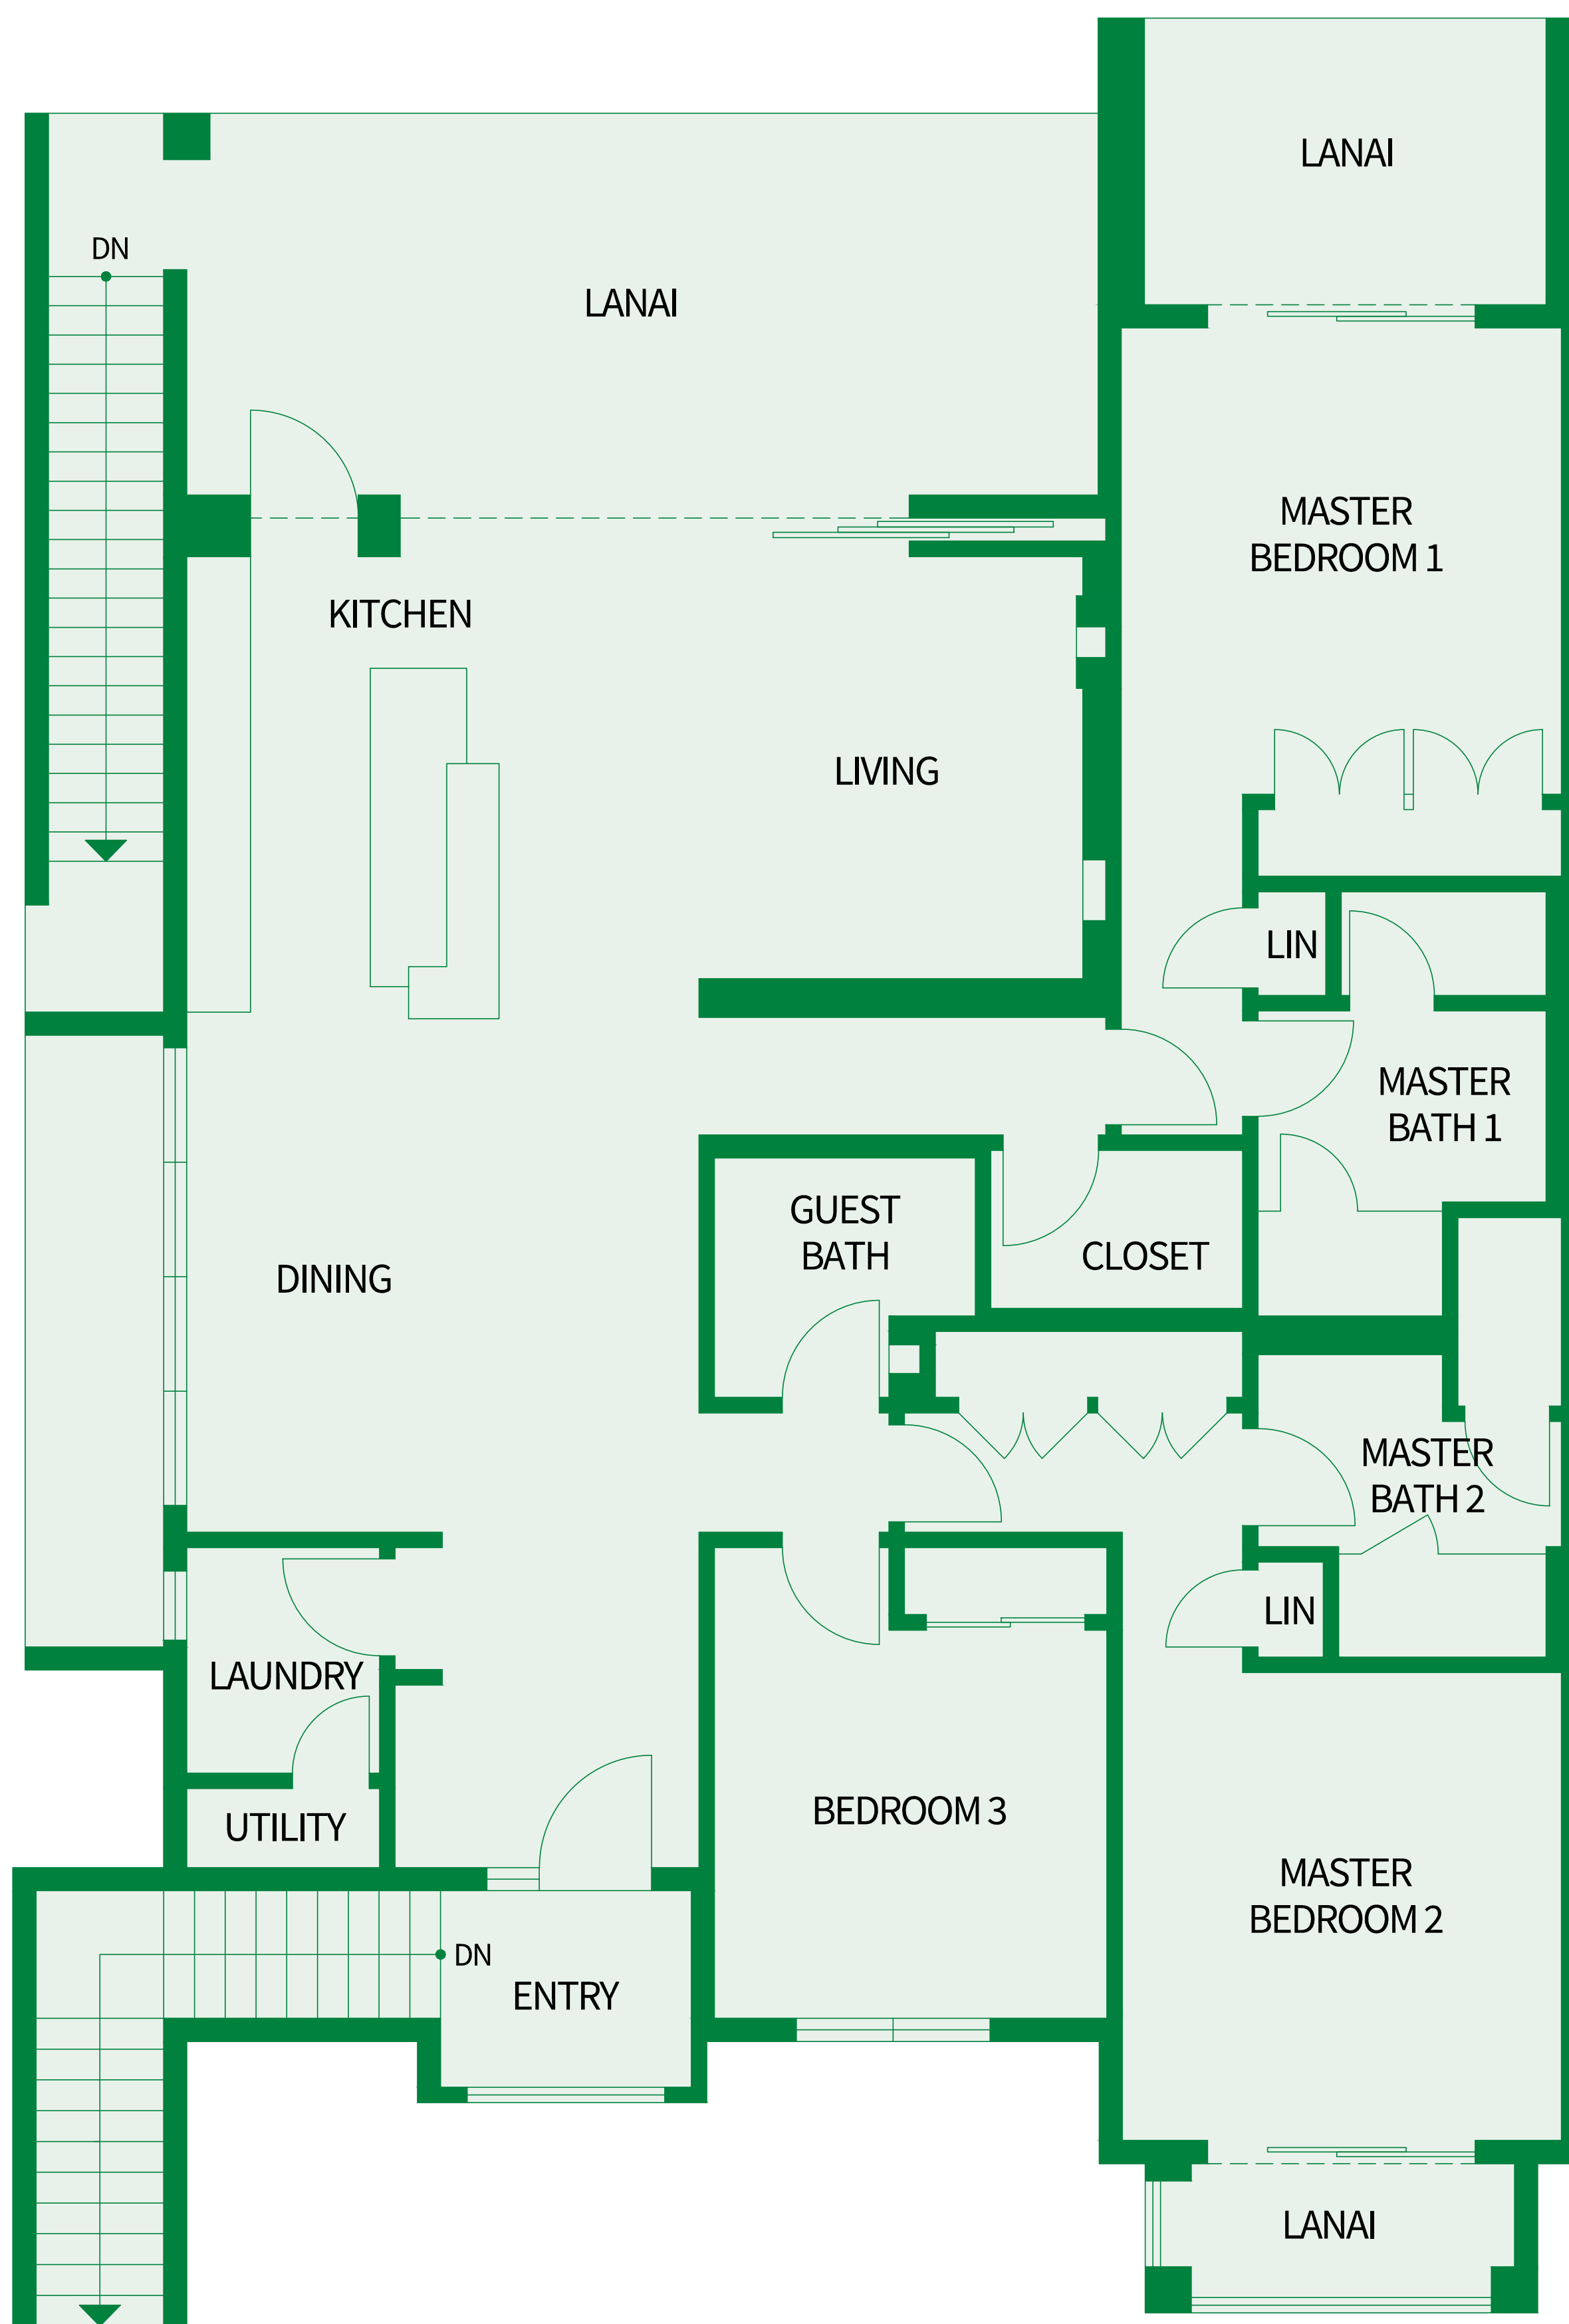 LANAI
DN
LANAI
MASTER
BEDROOM 1
KITCHEN
LIVING
LIN
MASTER
BATH 1
GUEST
BATH
CLOSET
DINING
MASTER
BATH 2
LIN
LAUNDRY
UTILITY
BEDROOM 3
MASTER
BEDROOM 2
DN
ENTRY
LANAI